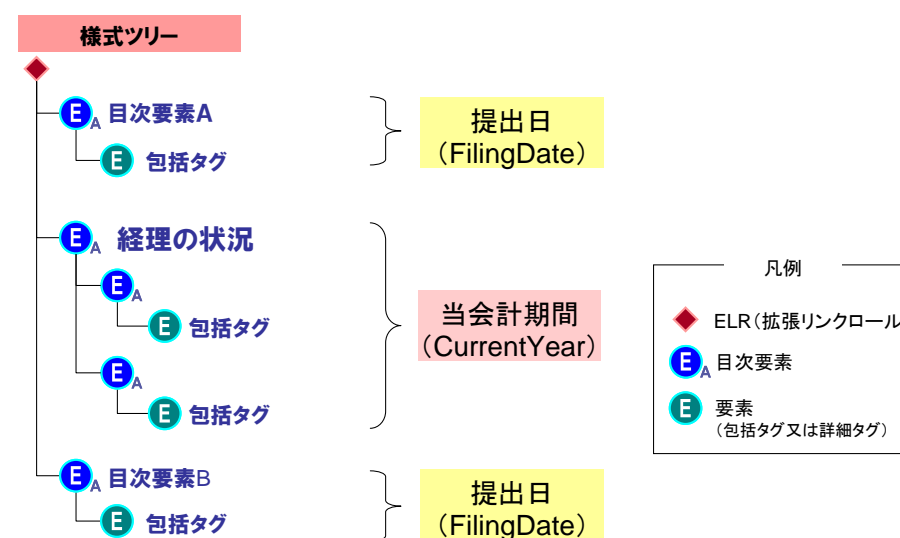 様式ツリー
E A 目次要素A
E 包括タグ
提出日
（FilingDate）
E A 経理の状況
E A
E 包括タグ
E A
E 包括タグ
当会計期間
（CurrentYear）
E A 目次要素B
E 包括タグ
提出日
（FilingDate）
凡例
ELR（拡張リンクロール
E A 目次要素
E 要素
（包括タグ又は詳細タグ）